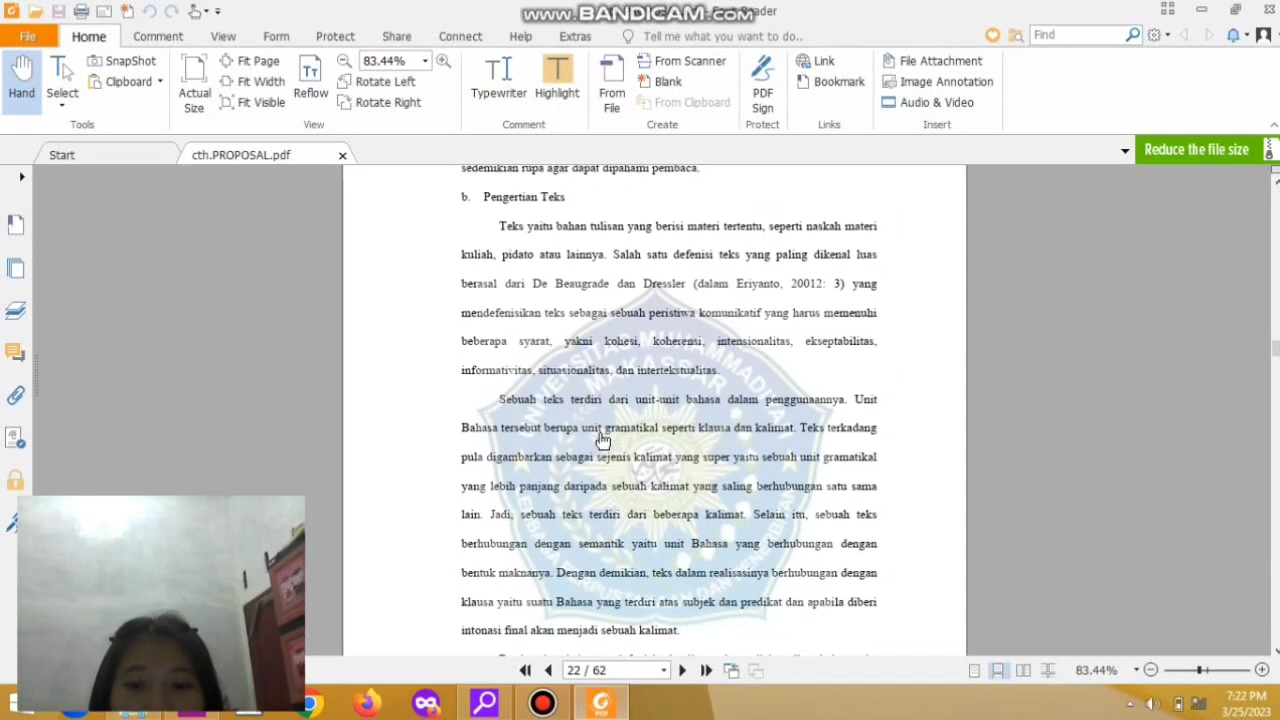 www.BANDICAM.com
Reader
File
Home
Comment
View
Form
Protect
Share
Connect
Help
Extras
Tell me what you want to do..
Find
Hand
Select
SnapShot
Clipboard
Tools
Actual Size
Fit Page
Fit Width
Fit Visible
Reflow
83.44%
Rotate Left
Rotate Right
View
Typewriter
Highlight
Comment
From File
From Scanner
Blank
From Clipboard
Create
PDF Sign
Protect
Link
Bookmark
Links
File Attachment
Image Annotation
Audio & Video
Insert
Start
cth.PROPOSAL.pdf
Reduce the file size
sedemikian rupa agar dapat dipahami pembaca.
b. Pengertian Teks
Teks yaitu bahan tulisan yang berisi materi tertentu, seperti naskah materi
kuliah, pidato atau lainnya. Salah satu defenisi teks yang paling dikenal luas
berasal dari De Beaugrade dan Dressler (dalam Eriyanto, 20012: 3) yang
mendefenisikan teks sebagai sebuah peristiwa komunikatif yang harus memenuhi
beberapa syarat, yakni kohesi, koherensi, intensionalitas, ekseptabilitas,
informativitas, situasionalitas, dan intertekstualitas.
Sebuah teks terdiri dari unit-unit bahasa dalam penggunaannya. Unit
Bahasa tersebut berupa unit gramatikal seperti klausa dan kalimat. Teks terkadang
pula digambarkan sebagai sejenis kalimat yang super yaitu sebuah unit gramatikal
yang lebih panjang daripada sebuah kalimat yang saling berhubungan satu sama
lain. Jadi, sebuah teks terdiri dari beberapa kalimat. Selain itu, sebuah teks
berhubungan dengan semantik yaitu unit Bahasa yang berhubungan dengan
bentuk maknanya. Dengan demikian, teks dalam realisasinya berhubungan dengan
klausa yaitu suatu Bahasa yang terdiri atas subjek dan predikat dan apabila diberi
intonasi final akan menjadi sebuah kalimat.
22 / 62
83.44%
7:22 PM
3/25/2023